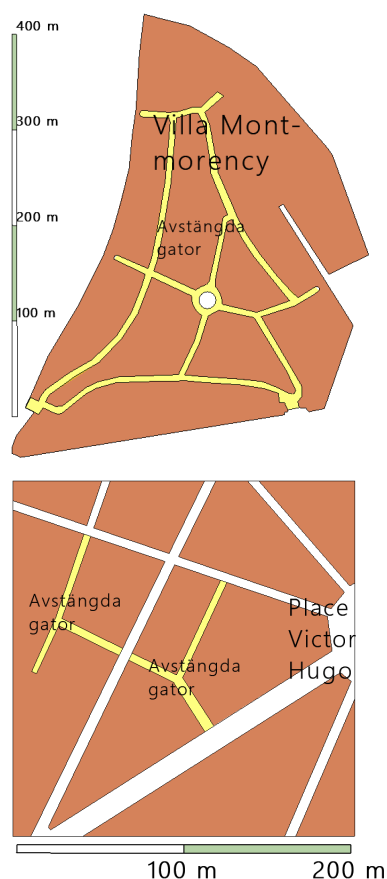 400 m
300 m
Villa Mont-
morency
200 m
Avstängda
gator
100 m
Avstängda
gator
Place
Victor
Hugo
Avstängda
gator
100 m
200 m